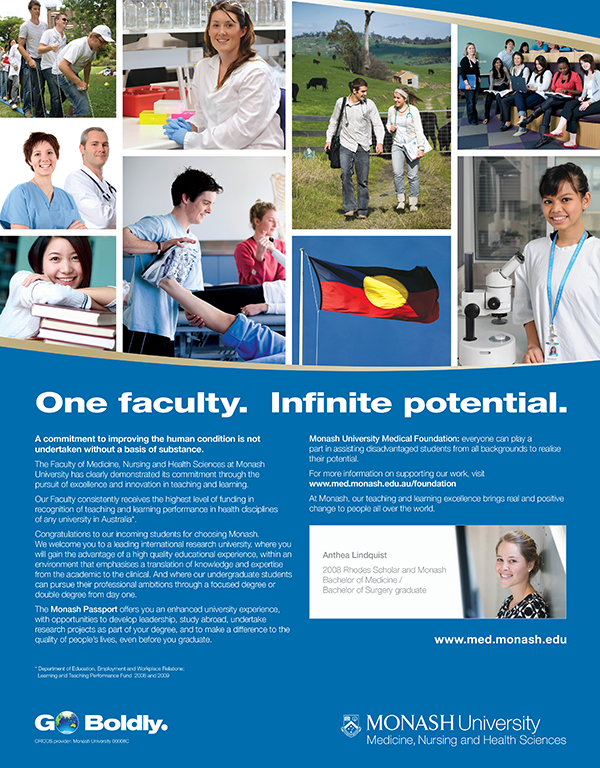 One faculty. Infinite potential.
A commitment to improving the human condition is not
undertaken without a basis of substance.
The Faculty of Medicine, Nursing and Health Sciences at Monash
University has clearly demonstrated its commitment through the
pursuit of excellence and innovation in teaching and learning.
Our Faculty consistently receives the highest level of funding in
recognition of teaching and learning performance in health disciplines
of any university in Australia*.
Congratulations to our incoming students for choosing Monash.
We welcome you to a leading international research university, where you
will gain the advantage of a high quality educational experience, within an
environment that emphasises a translation of knowledge and expertise
from the academic to the clinical. And where our undergraduate students
can pursue their professional ambitions through a focused degree or
double degree from day one.
The Monash Passport offers you an enhanced university experience,
with opportunities to develop leadership, study abroad, undertake
research projects as part of your degree, and to make a difference to the
quality of people's lives, even before you graduate.
* Department of Education, Employment and Workplace Relations;
Learning and Teaching Performance Fund 2008 and 2009
Monash University Medical Foundation: everyone can play a
part in assisting disadvantaged students from all backgrounds to realise
their potential.
For more information on supporting our work, visit
www.med.monash.edu.au/foundation
At Monash, our teaching and learning excellence brings real and positive
change to people all over the world.
Anthea Lindquist
2008 Rhodes Scholar and Monash
Bachelor of Medicine /
Bachelor of Surgery graduate
www.med.monash.edu
GO Boldly.
CRICOS provider: Monash University 00008C
MONASH University
Medicine, Nursing and Health Sciences